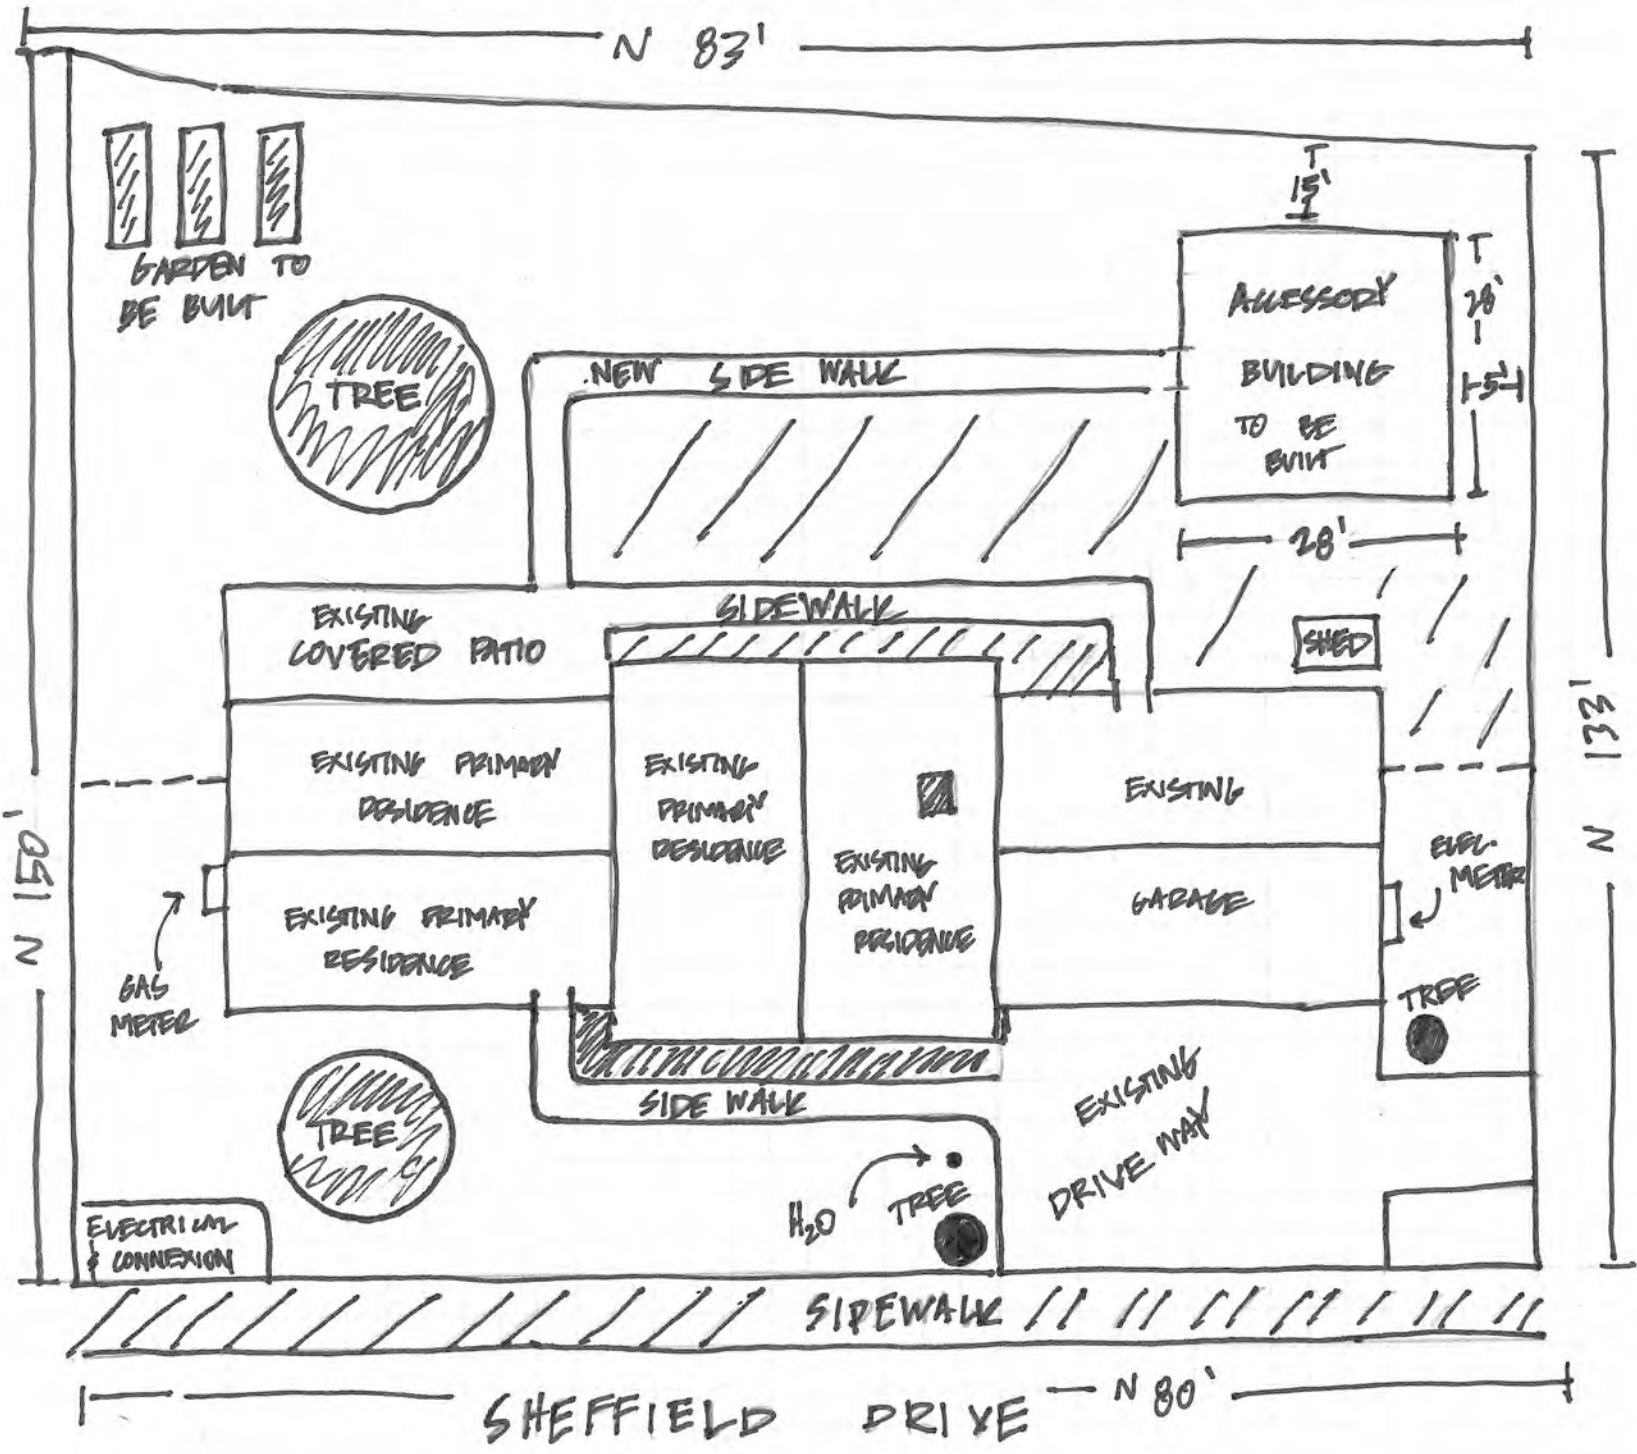 N 83'
15'
GARDEN TO
BE BUILT
ACCESSORY
BUILDING
TO BE
BUILT
28'
5'
28'
TREE
NEW SIDE WALK
EXISTING
COVERED PATIO
SIDEWALK
SHED
N 150'
N 133'
EXISTING PRIMARY
RESIDENCE
EXISTING
PRIMARY
RESIDENCE
EXISTING
PRIMARY
RESIDENCE
EXISTING
GARAGE
ELEC.
METER
EXISTING PRIMARY
RESIDENCE
GAS
METER
TREE
SIDE WALK
EXISTING
DRIVE WAY
TREE
H2O
TREE
ELECTRICAL
& CONNEXION
SIDEWALK
SHEFFIELD DRIVE
N 80'